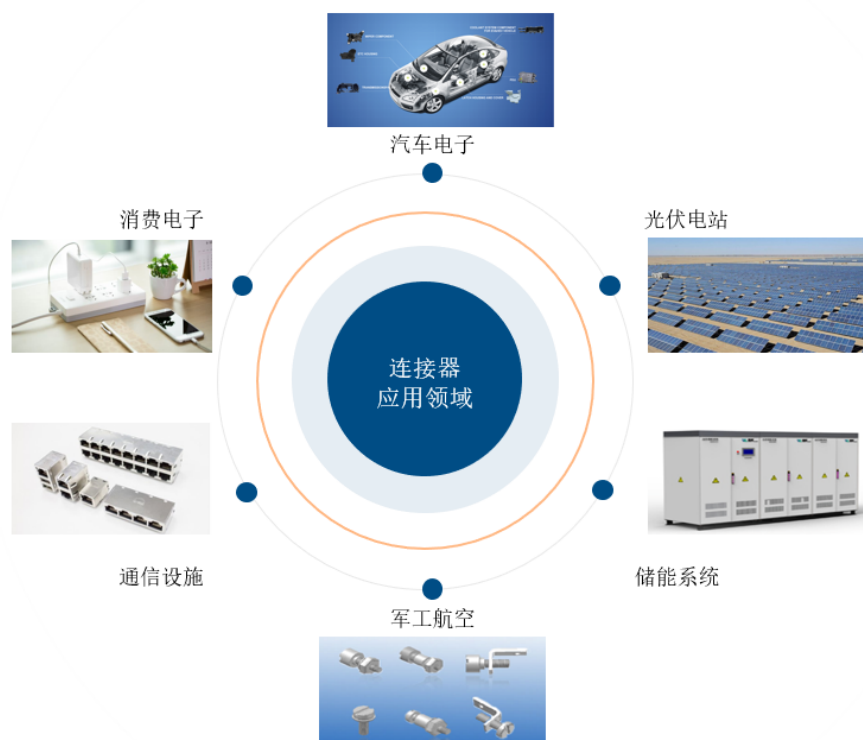 汽车电子
消费电子
光伏电站
连接器
应用领域
通信设施
储能系统
军工航空